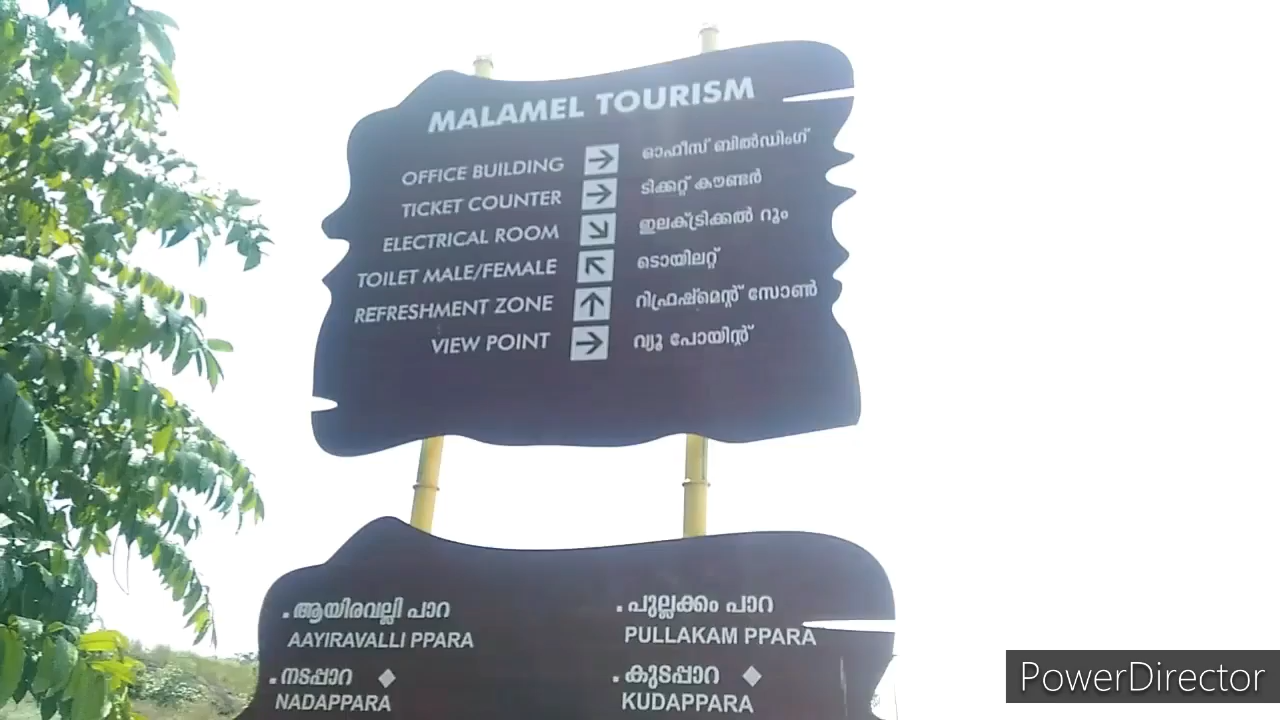 MALAMEL TOURISM
OFFICE BUILDING → ഓഫീസ് ബിൽഡിംഗ്
TICKET COUNTER → ടിക്കറ്റ് കൗണ്ടർ
ELECTRICAL ROOM ↘ ഇലക്ട്രിക്കൽ റൂം
TOILET MALE/FEMALE ↖ ടൊയിലറ്റ്
REFRESHMENT ZONE ↑ റിഫ്രഷ്മെന്റ് സോൺ
VIEW POINT → വ്യൂ പോയിന്റ്
. ആയിരവല്ലി പാറ
AAYIRAVALLI PPARA
. നടപ്പാറ
NADAPPARA
. പുല്ലക്കം പാറ
PULLAKAM PPARA
. കുടപ്പാറ
KUDAPPARA
PowerDirector